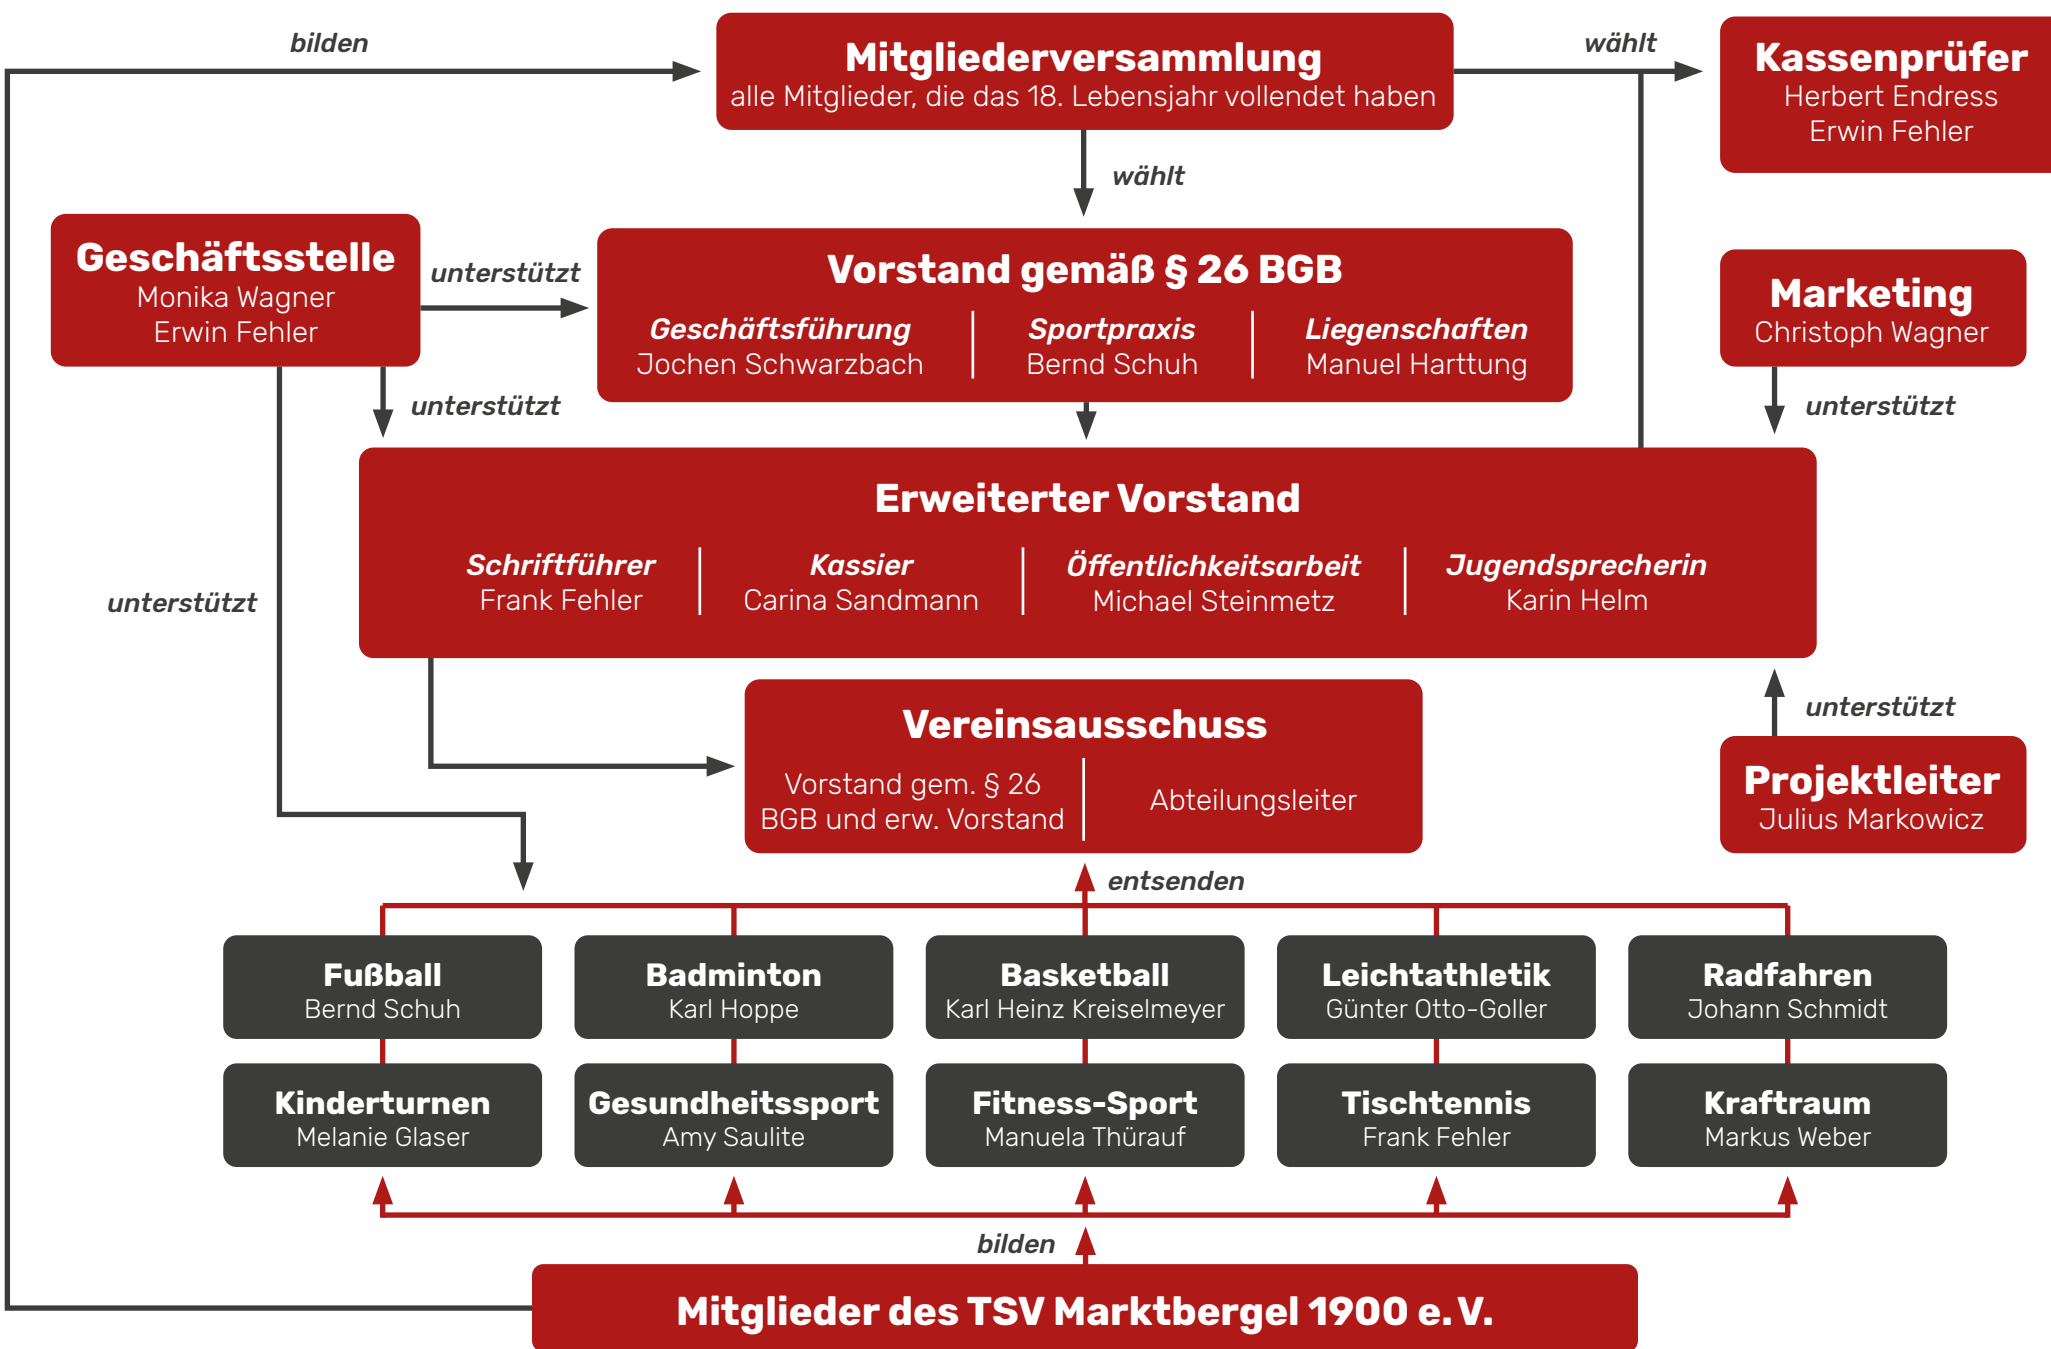 bilden
Mitgliederversammlung
alle Mitglieder, die das 18. Lebensjahr vollendet haben
wählt
Kassenprüfer
Herbert Endress
Erwin Fehler
wählt
Geschäftsstelle
Monika Wagner
Erwin Fehler
unterstützt
Vorstand gemäß § 26 BGB
Geschäftsführung
Jochen Schwarzbach
Sportpraxis
Bernd Schuh
Liegenschaften
Manuel Harttung
Marketing
Christoph Wagner
unterstützt
unterstützt
Erweiterter Vorstand
Schriftführer
Frank Fehler
Kassier
Carina Sandmann
Öffentlichkeitsarbeit
Michael Steinmetz
Jugendsprecherin
Karin Helm
unterstützt
Vereinsausschuss
Vorstand gem. § 26
BGB und erw. Vorstand
Abteilungsleiter
unterstützt
Projektleiter
Julius Markowicz
entsenden
Fußball
Bernd Schuh
Badminton
Karl Hoppe
Basketball
Karl Heinz Kreiselmeyer
Leichtathletik
Günter Otto-Goller
Radfahren
Johann Schmidt
Kinderturnen
Melanie Glaser
Gesundheitssport
Amy Saulite
Fitness-Sport
Manuela Thürauf
Tischtennis
Frank Fehler
Kraftraum
Markus Weber
bilden
Mitglieder des TSV Marktbergel 1900 e. V.